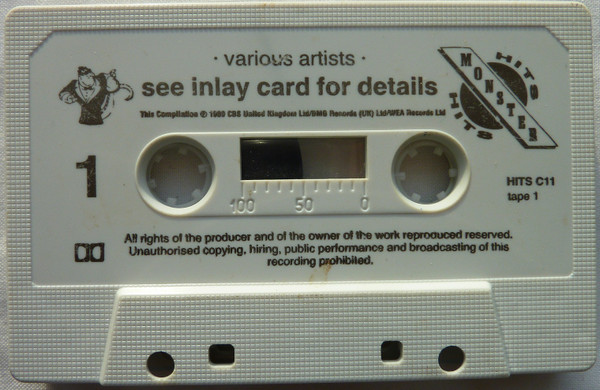 · various artists ·
see inlay card for details
This Compilation ℗ 1989 CBS United Kingdom Ltd/BMG Records (UK) Ltd/WEA Records Ltd
HITS
MONSTER
HITS
1
HITS C11
tape 1
100 50 0
All rights of the producer and of the owner of the work reproduced reserved.
Unauthorised copying, hiring, public performance and broadcasting of this
recording prohibited.